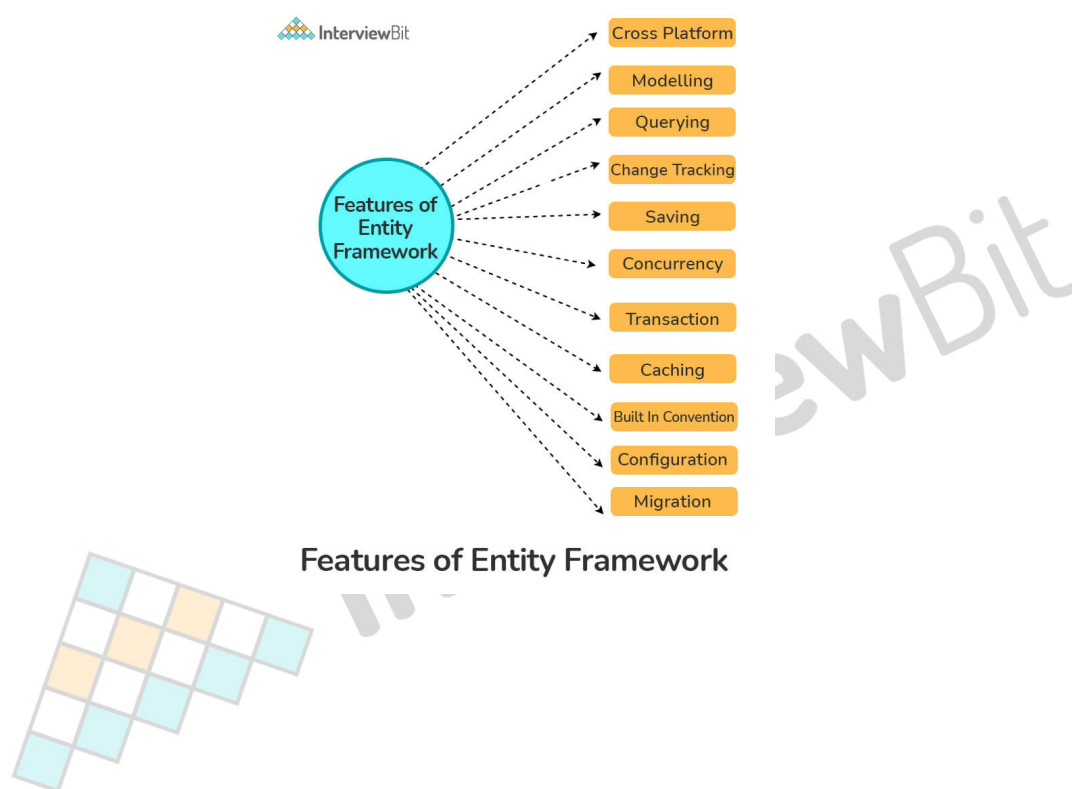 InterviewBit
Cross Platform
Modelling
Querying
Change Tracking
Saving
Concurrency
Transaction
Caching
Built In Convention
Configuration
Migration
Features of
Entity
Framework
Features of Entity Framework
ewBit